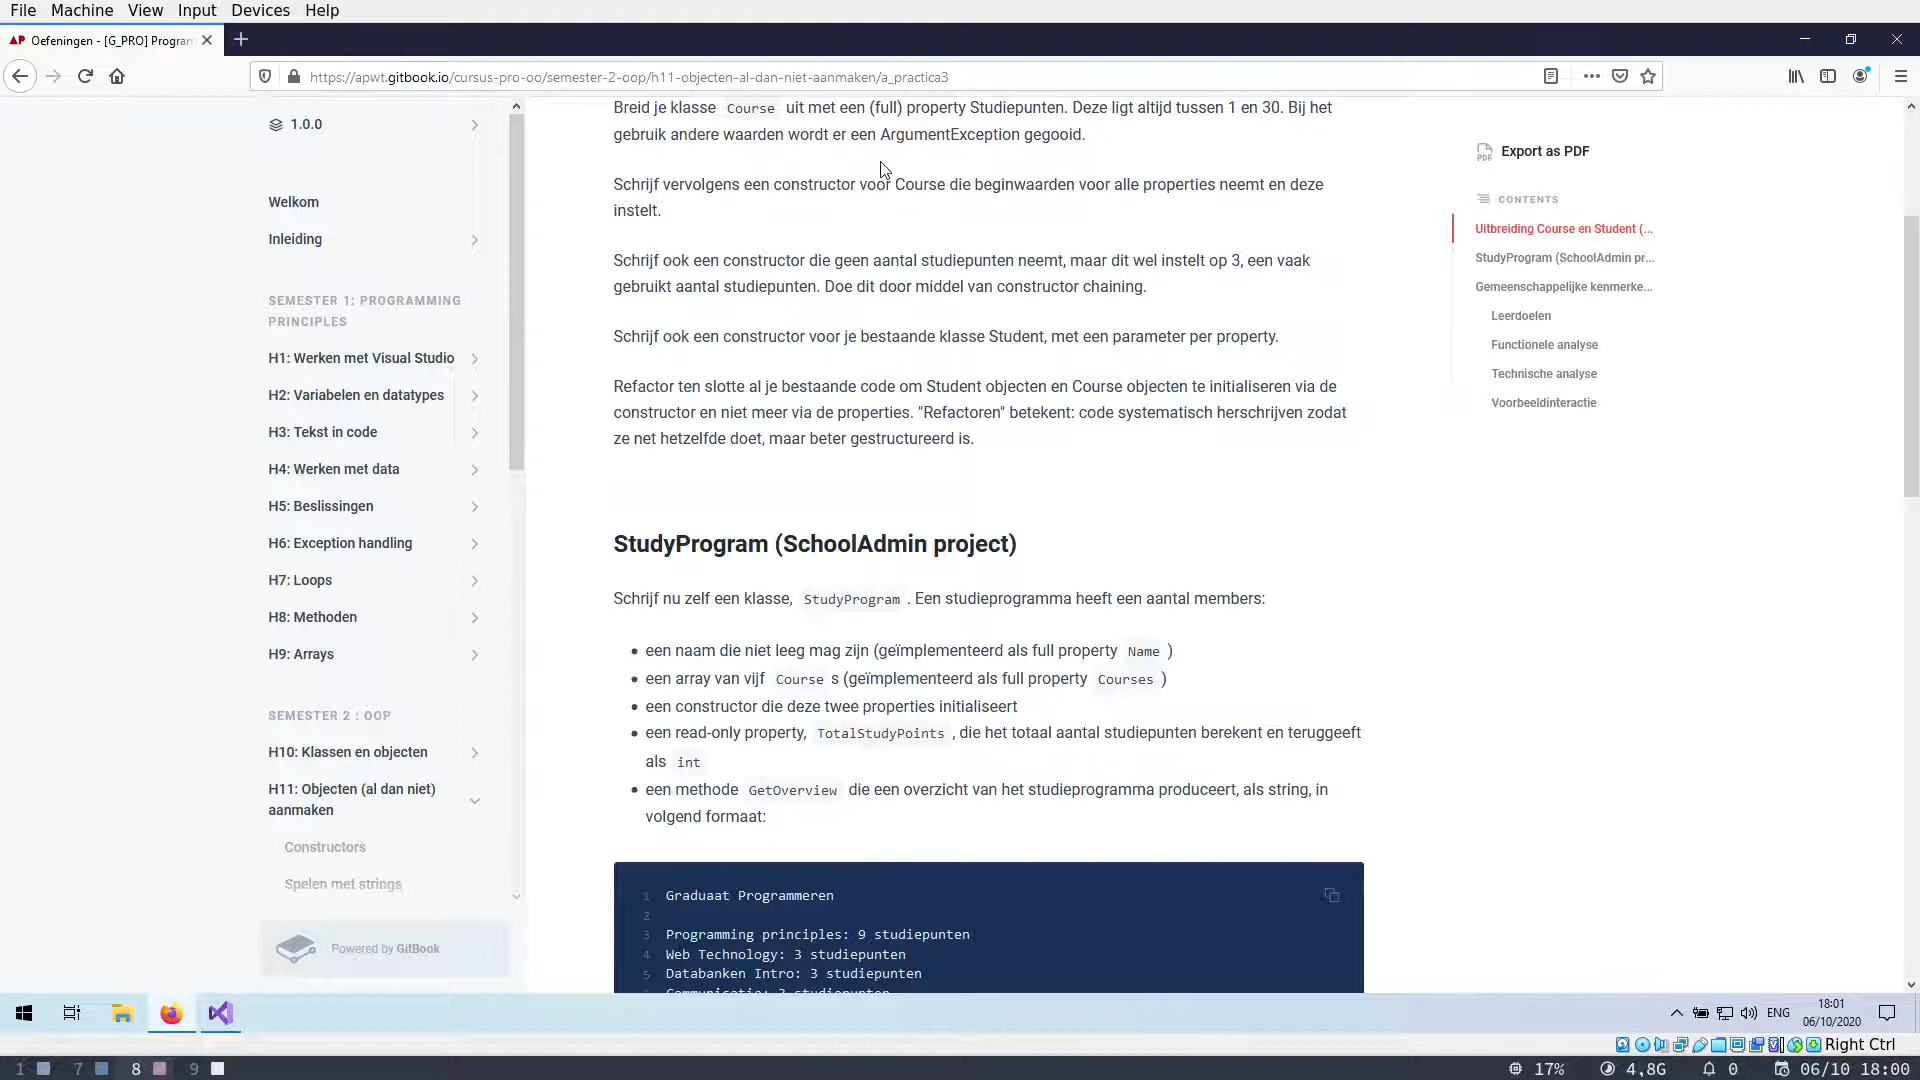 File Machine View Input Devices Help
Oefeningen - [G_PRO] Program
https://apwt.gitbook.io/cursus-pro-oo/semester-2-oop/h11-objecten-al-dan-niet-aanmaken/a_practica3
1.0.0
Welkom
Inleiding
SEMESTER 1: PROGRAMMING
PRINCIPLES
H1: Werken met Visual Studio
H2: Variabelen en datatypes
H3: Tekst in code
H4: Werken met data
H5: Beslissingen
H6: Exception handling
H7: Loops
H8: Methoden
H9: Arrays
SEMESTER 2 : OOP
H10: Klassen en objecten
H11: Objecten (al dan niet)
aanmaken
Constructors
Spelen met strings
Powered by GitBook
Breid je klasse Course uit met een (full) property Studiepunten. Deze ligt altijd tussen 1 en 30. Bij het
gebruik andere waarden wordt er een ArgumentException gegooid.
Schrijf vervolgens een constructor voor Course die beginwaarden voor alle properties neemt en deze
instelt.
Schrijf ook een constructor die geen aantal studiepunten neemt, maar dit wel instelt op 3, een vaak
gebruikt aantal studiepunten. Doe dit door middel van constructor chaining.
Schrijf ook een constructor voor je bestaande klasse Student, met een parameter per property.
Refactor ten slotte al je bestaande code om Student objecten en Course objecten te initialiseren via de
constructor en niet meer via de properties. "Refactoren" betekent: code systematisch herschrijven zodat
ze net hetzelfde doet, maar beter gestructureerd is.
StudyProgram (SchoolAdmin project)
Schrijf nu zelf een klasse, StudyProgram . Een studieprogramma heeft een aantal members:
• een naam die niet leeg mag zijn (geïmplementeerd als full property Name )
• een array van vijf Course s (geïmplementeerd als full property Courses )
• een constructor die deze twee properties initialiseert
• een read-only property, TotalStudyPoints , die het totaal aantal studiepunten berekent en teruggeeft
als int
• een methode GetOverview die een overzicht van het studieprogramma produceert, als string, in
volgend formaat:
1 Graduaat Programmeren
2
3 Programming principles: 9 studiepunten
4 Web Technology: 3 studiepunten
5 Databanken Intro: 3 studiepunten
Communicatie: 3 studiepunten
PDF Export as PDF
CONTENTS
Uitbreiding Course en Student (...
StudyProgram (SchoolAdmin pr...
Gemeenschappelijke kenmerke...
Leerdoelen
Functionele analyse
Technische analyse
Voorbeeldinteractie
ENG
18:01
06/10/2020
Right Ctrl
1 7 8 9
17% 4,8G 0 06/10 18:00